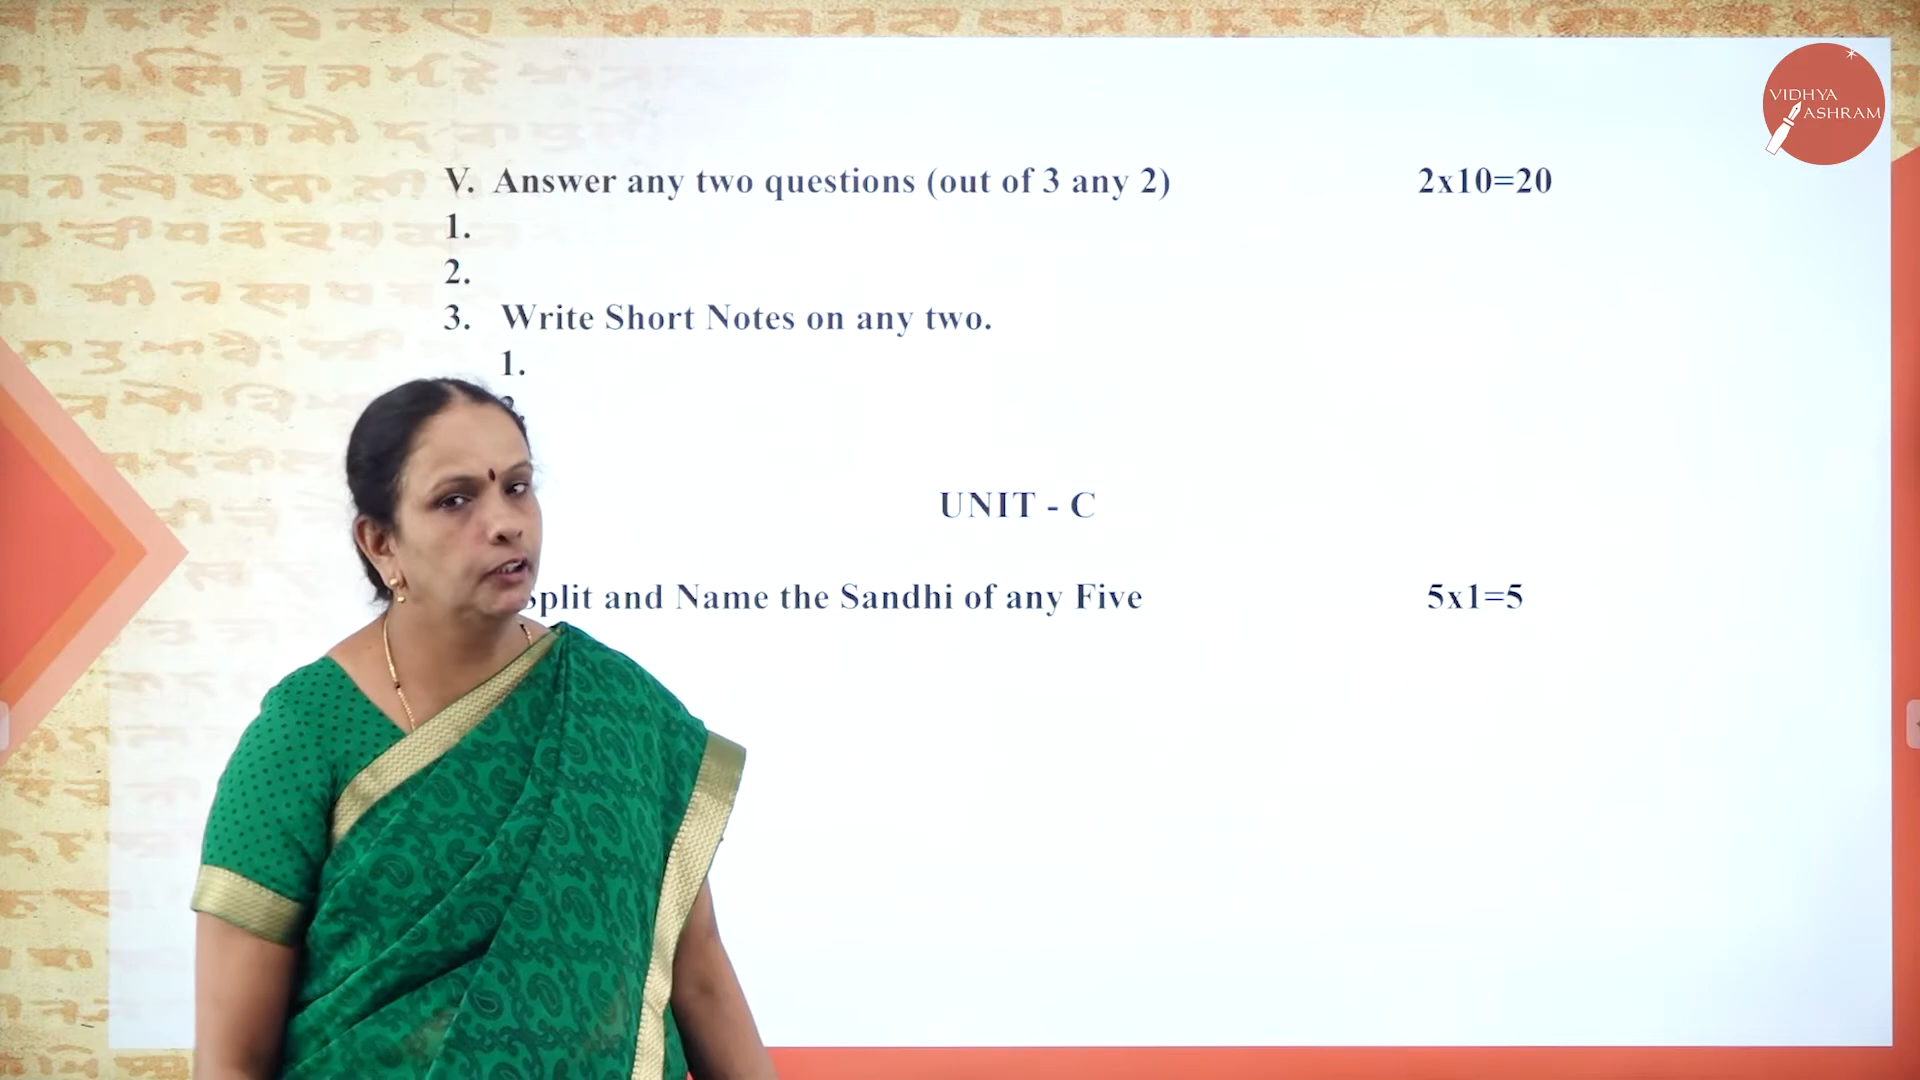 VIDHYA
ASHRAM
V. Answer any two questions (out of 3 any 2) 2x10=20
1.
2.
3. Write Short Notes on any two.
1.
UNIT - C
Split and Name the Sandhi of any Five 5x1=5